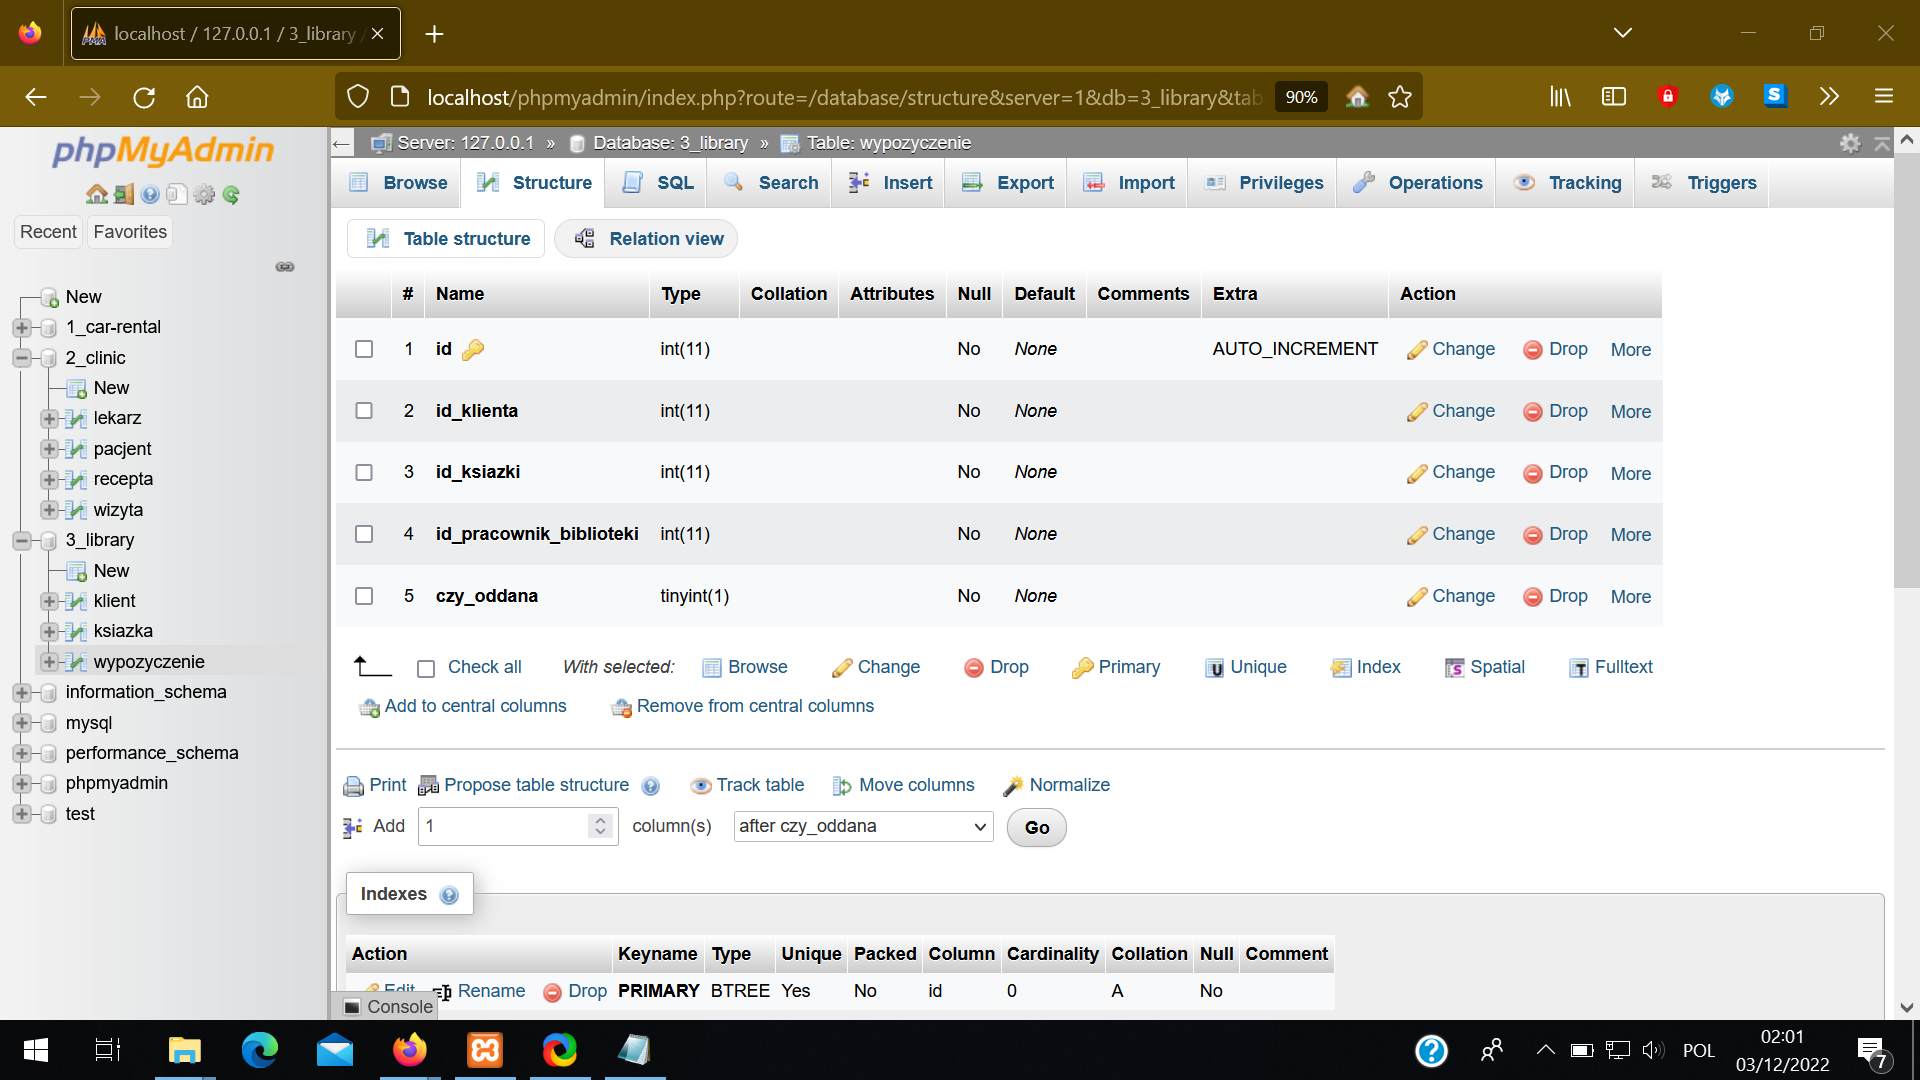 localhost / 127.0.0.1 / 3_library
localhost/phpmyadmin/index.php?route=/database/structure&server=1&db=3_library&tab
90%
phpMyAdmin
Recent
Favorites
New
1_car-rental
2_clinic
New
lekarz
pacjent
recepta
wizyta
3_library
New
klient
ksiazka
wypozyczenie
information_schema
mysql
performance_schema
phpmyadmin
test
Server: 127.0.0.1 » Database: 3_library » Table: wypozyczenie
Browse Structure SQL Search Insert Export Import Privileges Operations Tracking Triggers
Table structure Relation view
# Name Type Collation Attributes Null Default Comments Extra Action
1 id int(11) No None AUTO_INCREMENT Change Drop More
2 id_klienta int(11) No None Change Drop More
3 id_ksiazki int(11) No None Change Drop More
4 id_pracownik_biblioteki int(11) No None Change Drop More
5 czy_oddana tinyint(1) No None Change Drop More
Check all With selected: Browse Change Drop Primary Unique Index Spatial Fulltext
Add to central columns Remove from central columns
Print Propose table structure Track table Move columns Normalize
Add 1 column(s) after czy_oddana Go
Indexes
Action Keyname Type Unique Packed Column Cardinality Collation Null Comment
Edit Rename Drop PRIMARY BTREE Yes No id 0 A No
Console
POL
02:01
03/12/2022
7